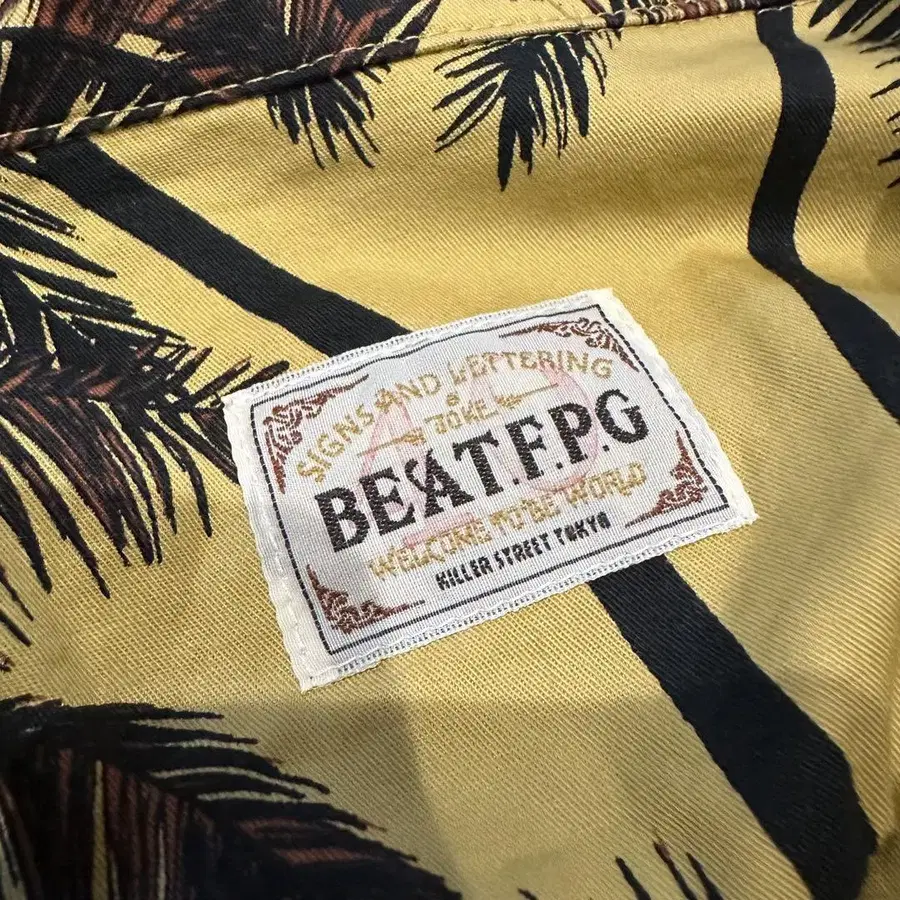 SIGNS AND LETTERING
&
JOKE
BEAT.F.P.G
WELCOME TO BE WORLD
KILLER STREET TOKYO